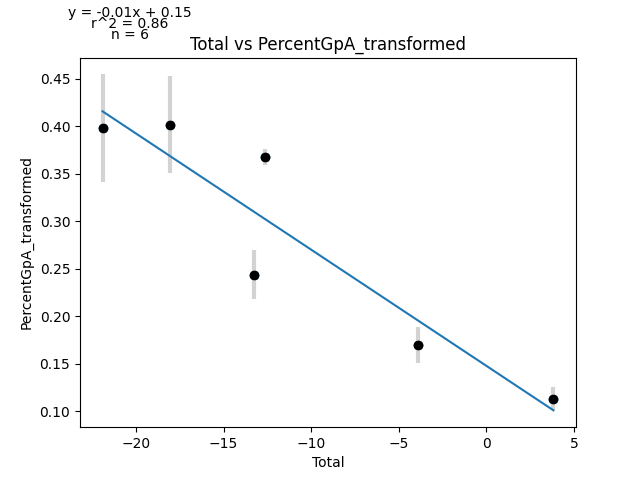 y = -0.01x + 0.15
r^2 = 0.86
n = 6
Total vs PercentGpA_transformed
0.45
0.40
0.35
0.30
0.25
0.20
0.15
0.10
PercentGpA_transformed
−20
−15
−10
−5
0
5
Total